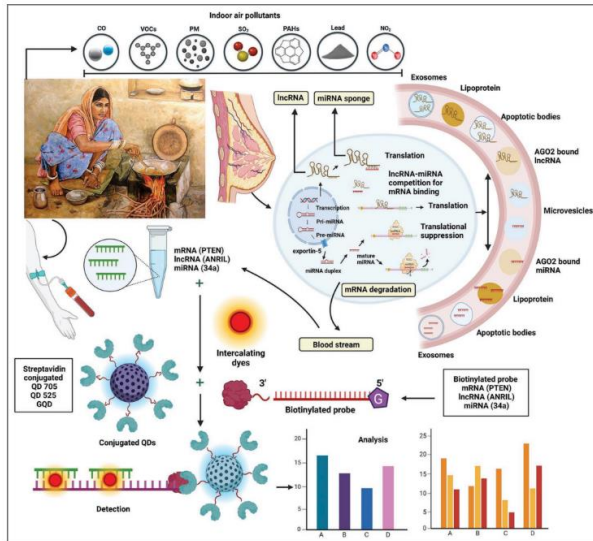 Indoor air pollutants
CO
VOCs
PM
SO₂
PAHs
Lead
NO₂
Exosomes
Lipoprotein
Apoptotic bodies
AGO2 bound
lncRNA
Microvesicles
AGO2 bound
miRNA
Lipoprotein
Apoptotic bodies
Exosomes
lncRNA
miRNA sponge
Translation
lncRNA-miRNA
competition for
mRNA binding
Transcription
Pri-miRNA
Pre-miRNA
Translation
Translational
suppression
exportin-5
miRNA duplex
mature
miRNA
mRNA degradation
Blood stream
mRNA (PTEN)
lncRNA (ANRIL)
miRNA (34a)
+
Intercalating
dyes
Streptavidin
conjugated
QD 705
QD 525
GQD
Conjugated QDs
+
3'
5'
G
Biotinylated probe
Biotinylated probe
mRNA (PTEN)
lncRNA (ANRIL)
miRNA (34a)
Detection
Analysis
20
15
10
5
0
A
B
C
D
25
20
15
10
5
0
A
B
C
D